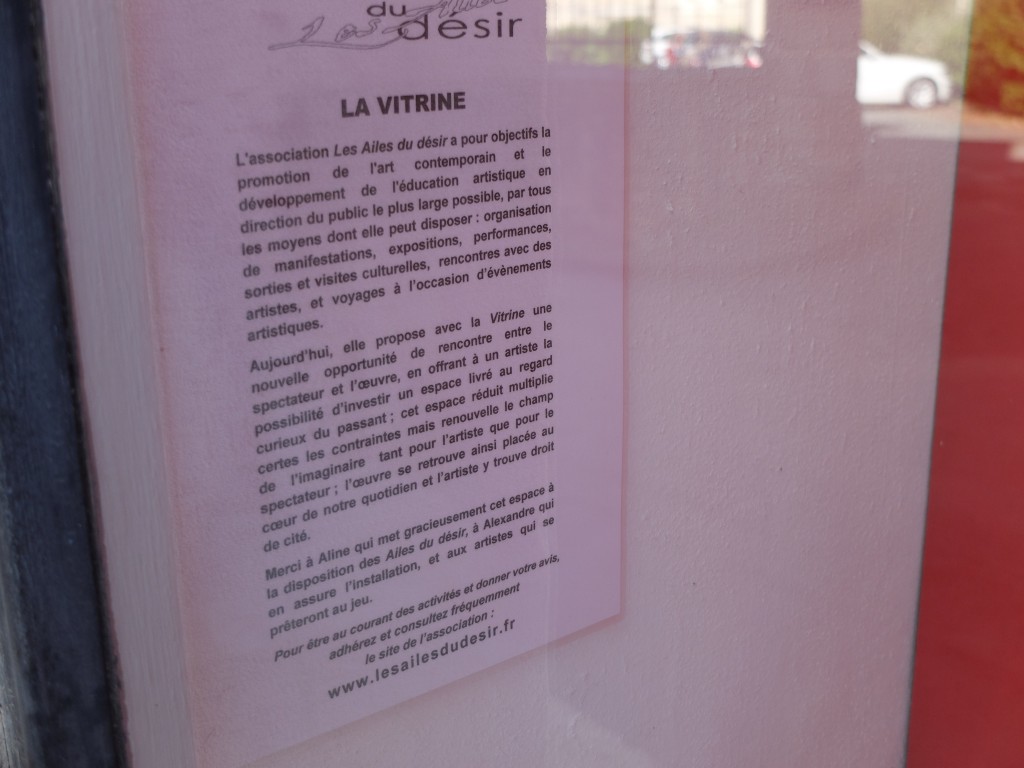 Les Ailes
du
désir
LA VITRINE
L'association Les Ailes du désir a pour objectifs la
promotion de l'art contemporain et le
développement de l'éducation artistique en
direction du public le plus large possible, par tous
les moyens dont elle peut disposer : organisation
de manifestations, expositions, performances,
sorties et visites culturelles, rencontres avec des
artistes, et voyages à l'occasion d'évènements
artistiques.
Aujourd'hui, elle propose avec la Vitrine une
nouvelle opportunité de rencontre entre le
spectateur et l'œuvre, en offrant à un artiste la
possibilité d'investir un espace livré au regard
curieux du passant ; cet espace réduit multiplie
certes les contraintes mais renouvelle le champ
de l'imaginaire tant pour l'artiste que pour le
spectateur ; l'œuvre se retrouve ainsi placée au
cœur de notre quotidien et l'artiste y trouve droit
de cité.
Merci à Aline qui met gracieusement cet espace à
la disposition des Ailes du désir, à Alexandre qui
en assure l'installation, et aux artistes qui se
prêteront au jeu.
Pour être au courant des activités et donner votre avis,
adhérez et consultez fréquemment
le site de l'association :
www.lesailesdudesir.fr